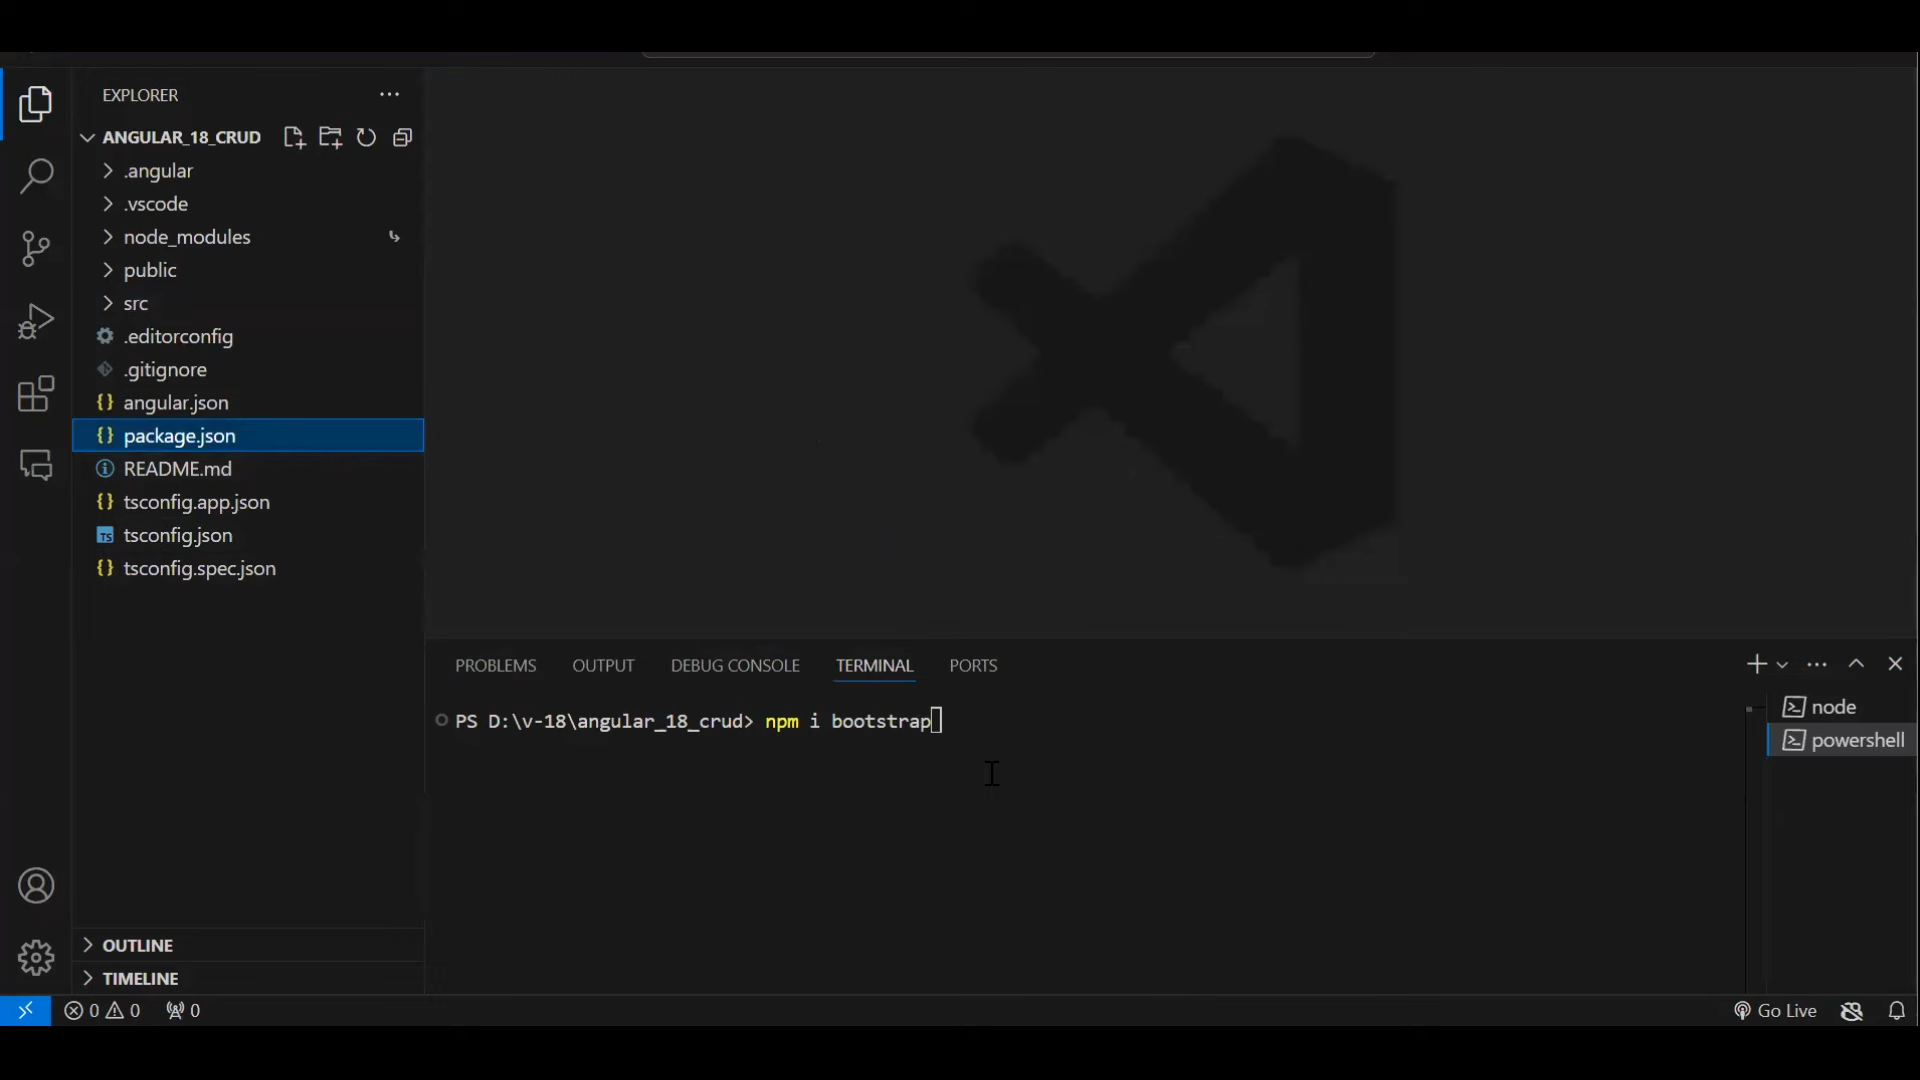 EXPLORER
ANGULAR_18_CRUD
.angular
.vscode
node_modules
public
src
.editorconfig
.gitignore
{} angular.json
{} package.json
README.md
{} tsconfig.app.json
TS tsconfig.json
{} tsconfig.spec.json
PROBLEMS OUTPUT DEBUG CONSOLE TERMINAL PORTS
PS D:\v-18\angular_18_crud> npm i bootstrap
node
powershell
OUTLINE
TIMELINE
0 0 0 Go Live